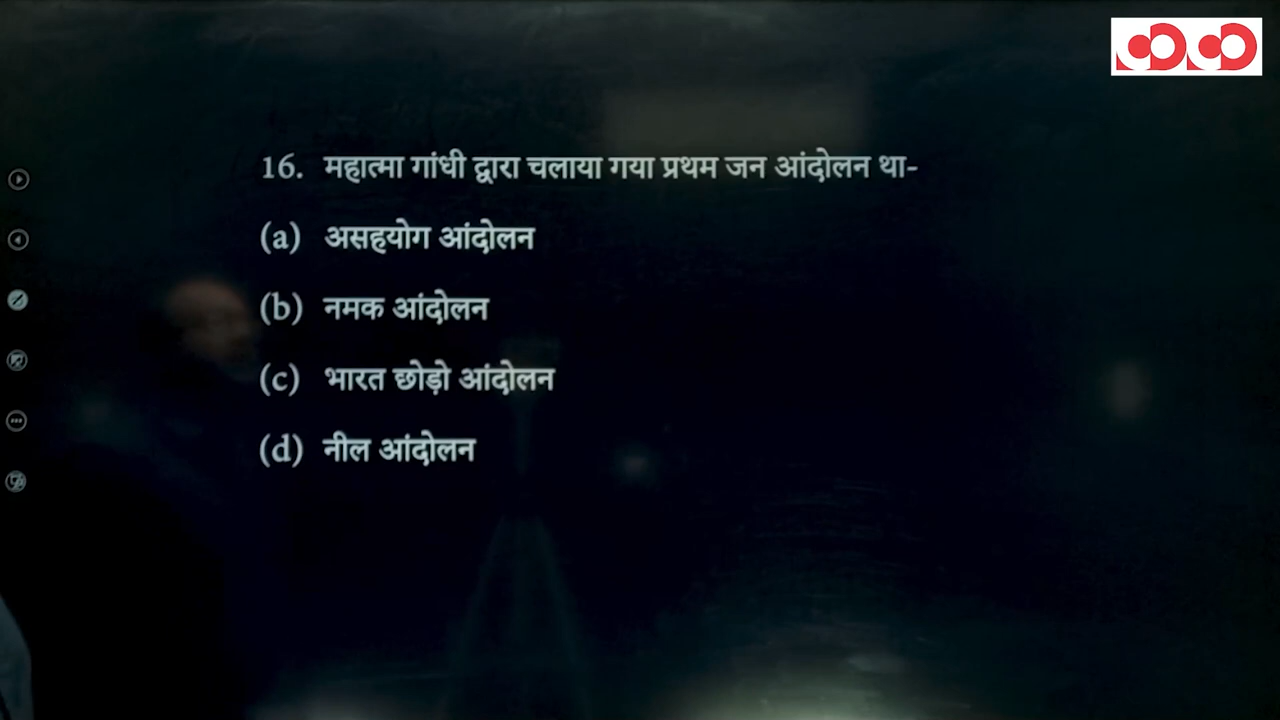 16. महात्मा गांधी द्वारा चलाया गया प्रथम जन आंदोलन था-
(a) असहयोग आंदोलन
(b) नमक आंदोलन
(c) भारत छोड़ो आंदोलन
(d) नील आंदोलन